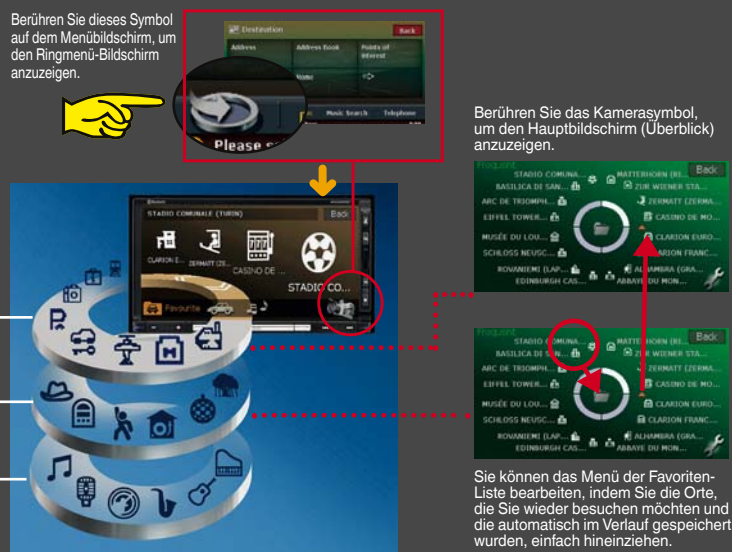 Berühren Sie dieses Symbol
auf dem Menübildschirm, um
den Ringmenü-Bildschirm
anzuzeigen.
Destination
Back
Address
Address Book
Points of
Interest
Home
Music Search
Telephone
Please
STADIO COMUNALE (TURIN)
Back
CLARION E...
ZERMATT (ZE...
CASINO DE ...
STADIO CO...
Favourite
Berühren Sie das Kamerasymbol,
um den Hauptbildschirm (Überblick)
anzuzeigen.
Frequent
Back
STADIO COMUNA...
MATTERHORN (RI...
BASILICA DI SAN...
ZUR WIENER STA...
ARC DE TRIOMPH...
ZERMATT (ZERMA...
EIFFEL TOWER...
CASINO DE MO...
MUSÉE DU LOU...
CLARION EURO...
SCHLOSS NEUSC...
CLARION FRANC...
ROVANIEMI (LAP...
ALHAMBRA (GRA...
EDINBURGH CAS...
ABBAYE DU MON...
Frequent
Back
STADIO COMUNA...
MATTERHORN (RI...
BASILICA DI SAN...
ZUR WIENER STA...
ARC DE TRIOMPH...
ZERMATT (ZERMA...
EIFFEL TOWER...
CASINO DE MO...
MUSÉE DU LOU...
CLARION EURO...
SCHLOSS NEUSC...
CLARION FRANC...
ROVANIEMI (LAP...
ALHAMBRA (GRA...
EDINBURGH CAS...
ABBAYE DU MON...
Sie können das Menü der Favoriten-
Liste bearbeiten, indem Sie die Orte,
die Sie wieder besuchen möchten und
die automatisch im Verlauf gespeichert
wurden, einfach hineinziehen.